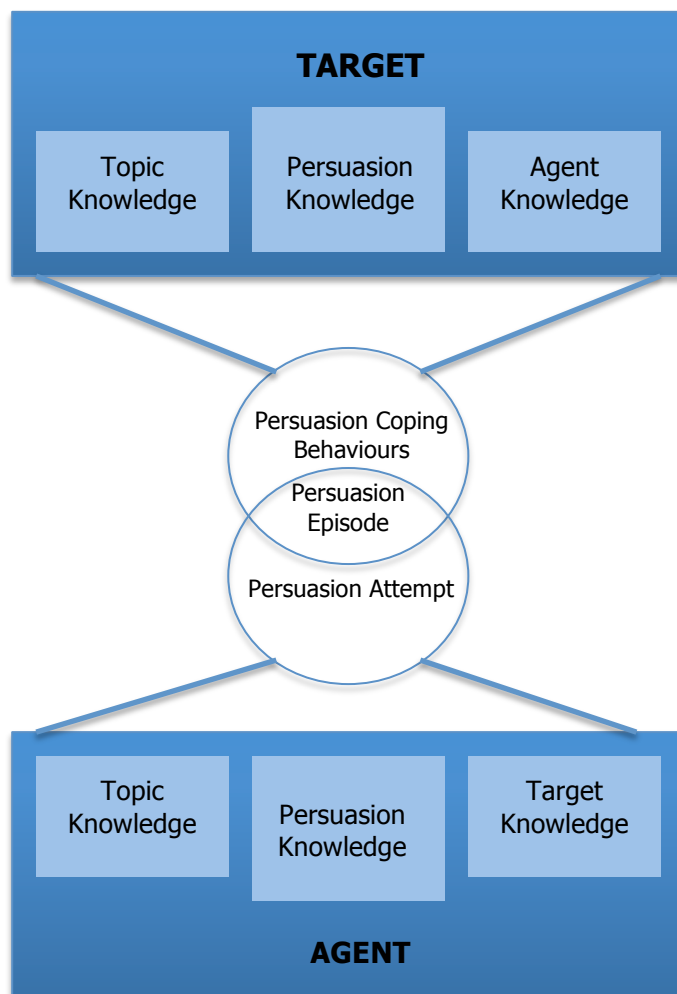 TARGET
Topic
Knowledge
Persuasion
Knowledge
Agent
Knowledge
Persuasion Coping
Behaviours
Persuasion
Episode
Persuasion Attempt
Topic
Knowledge
Persuasion
Knowledge
Target
Knowledge
AGENT